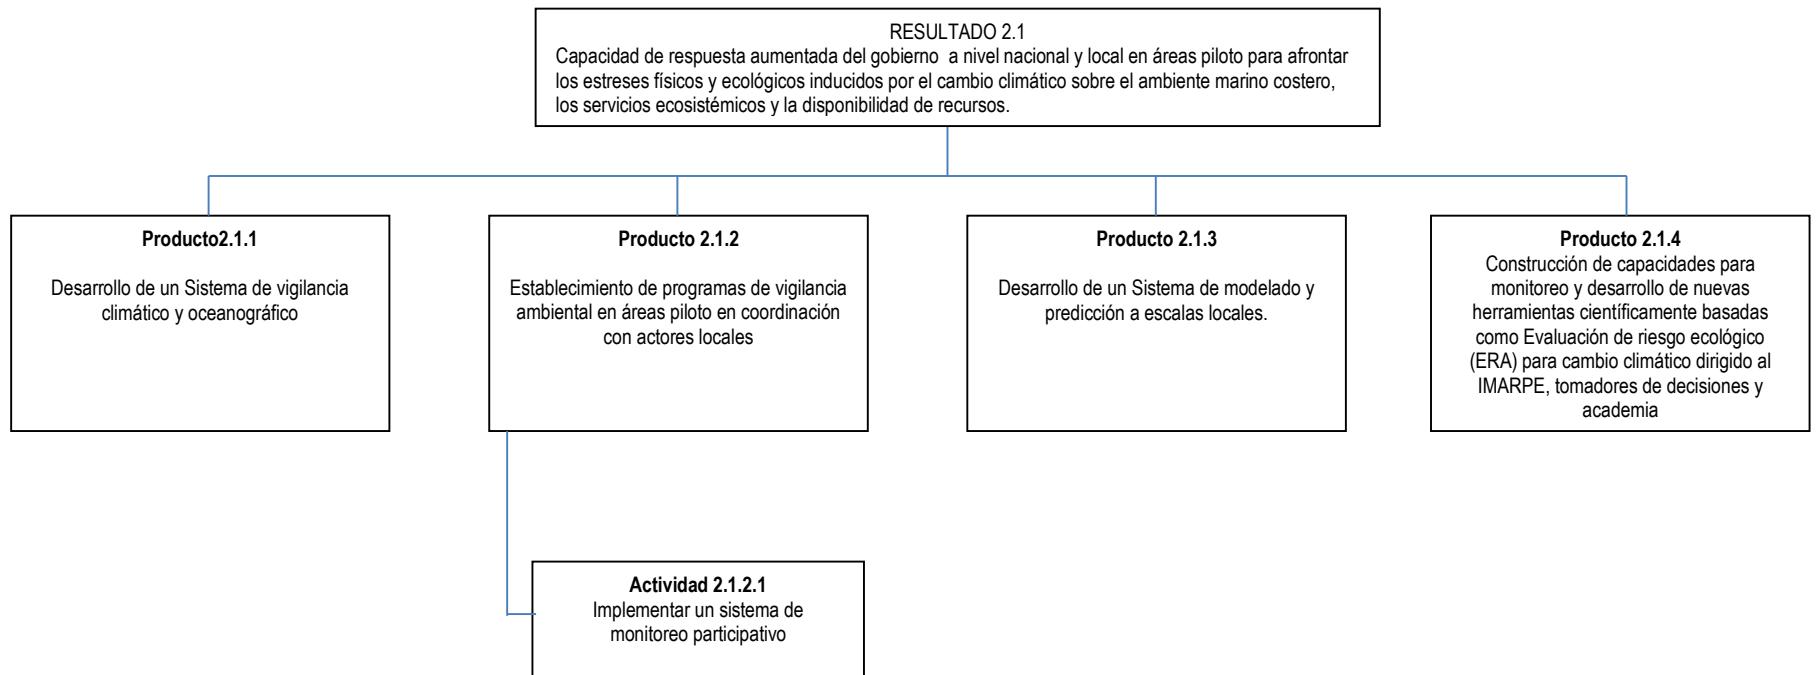 RESULTADO 2.1
Capacidad de respuesta aumentada del gobierno a nivel nacional y local en áreas piloto para afrontar
los estreses físicos y ecológicos inducidos por el cambio climático sobre el ambiente marino costero,
los servicios ecosistémicos y la disponibilidad de recursos.
Producto2.1.1
Desarrollo de un Sistema de vigilancia
climático y oceanográfico
Producto 2.1.2
Establecimiento de programas de vigilancia
ambiental en áreas piloto en coordinación
con actores locales
Producto 2.1.3
Desarrollo de un Sistema de modelado y
predicción a escalas locales.
Producto 2.1.4
Construcción de capacidades para
monitoreo y desarrollo de nuevas
herramientas científicamente basadas
como Evaluación de riesgo ecológico
(ERA) para cambio climático dirigido al
IMARPE, tomadores de decisiones y
academia
Actividad 2.1.2.1
Implementar un sistema de
monitoreo participativo